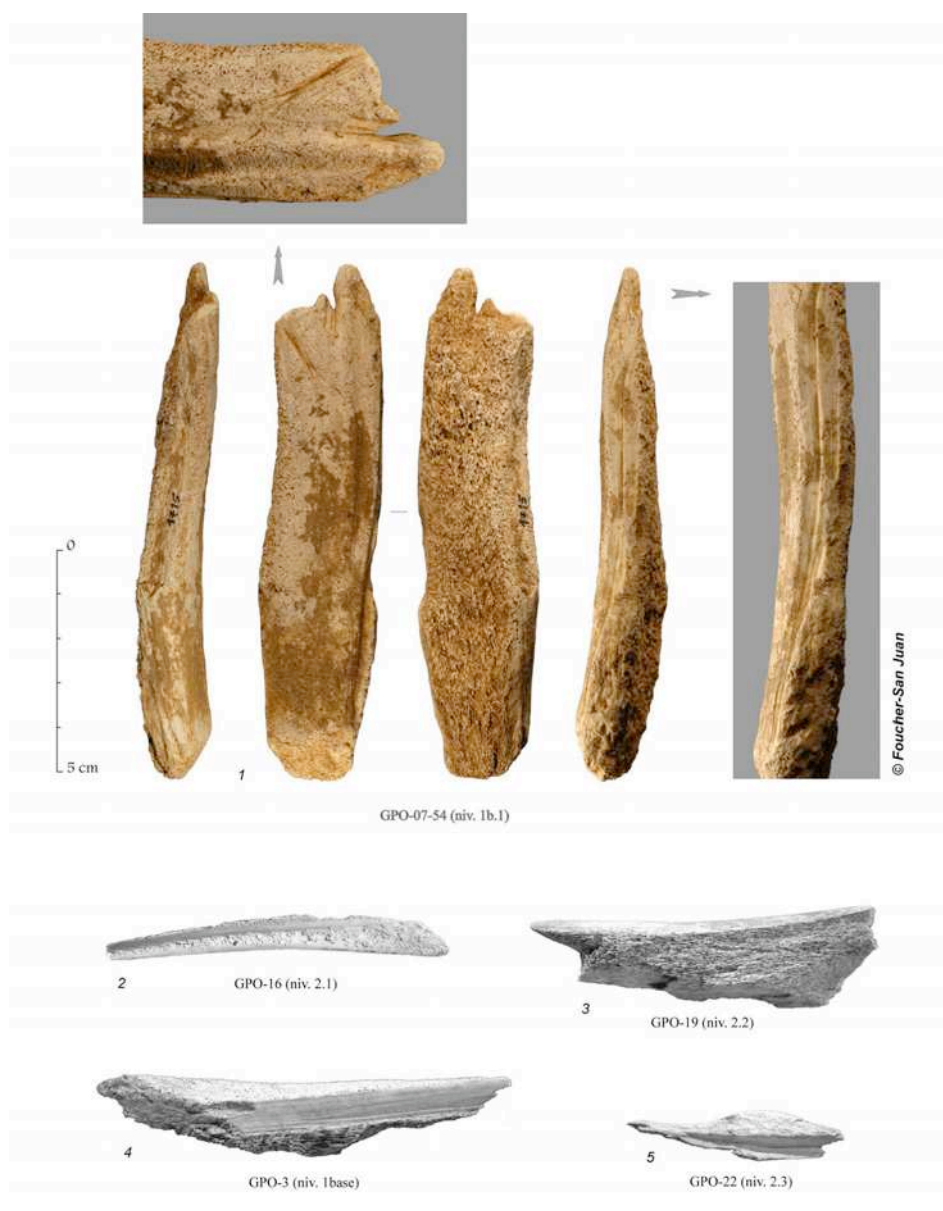 0
5 cm
1
© Foucher-San Juan
GPO-07-54 (niv. 1b.1)
2
GPO-16 (niv. 2.1)
3
GPO-19 (niv. 2.2)
4
GPO-3 (niv. 1base)
5
GPO-22 (niv. 2.3)